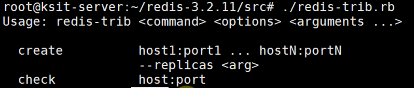 root@ksit-server:~/redis-3.2.11/src# ./redis-trib.rb
Usage: redis-trib <command> <options> <arguments ...>
create host1:port1 ... hostN:portN
--replicas <arg>
check host:port